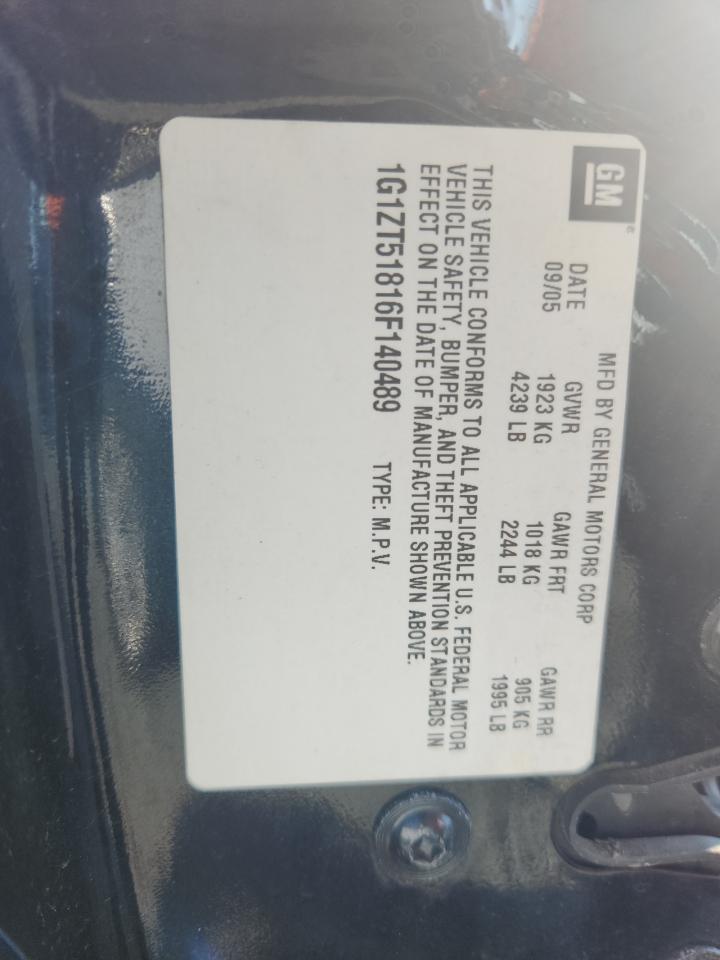 GM
MFD BY GENERAL MOTORS CORP
DATE GVWR GAWR FRT GAWR RR
09/05 1923 KG 1018 KG 905 KG
4239 LB 2244 LB 1995 LB
THIS VEHICLE CONFORMS TO ALL APPLICABLE U.S. FEDERAL MOTOR
VEHICLE SAFETY, BUMPER, AND THEFT PREVENTION STANDARDS IN
EFFECT ON THE DATE OF MANUFACTURE SHOWN ABOVE.
1G1ZT51816F140489 TYPE: M.P.V.